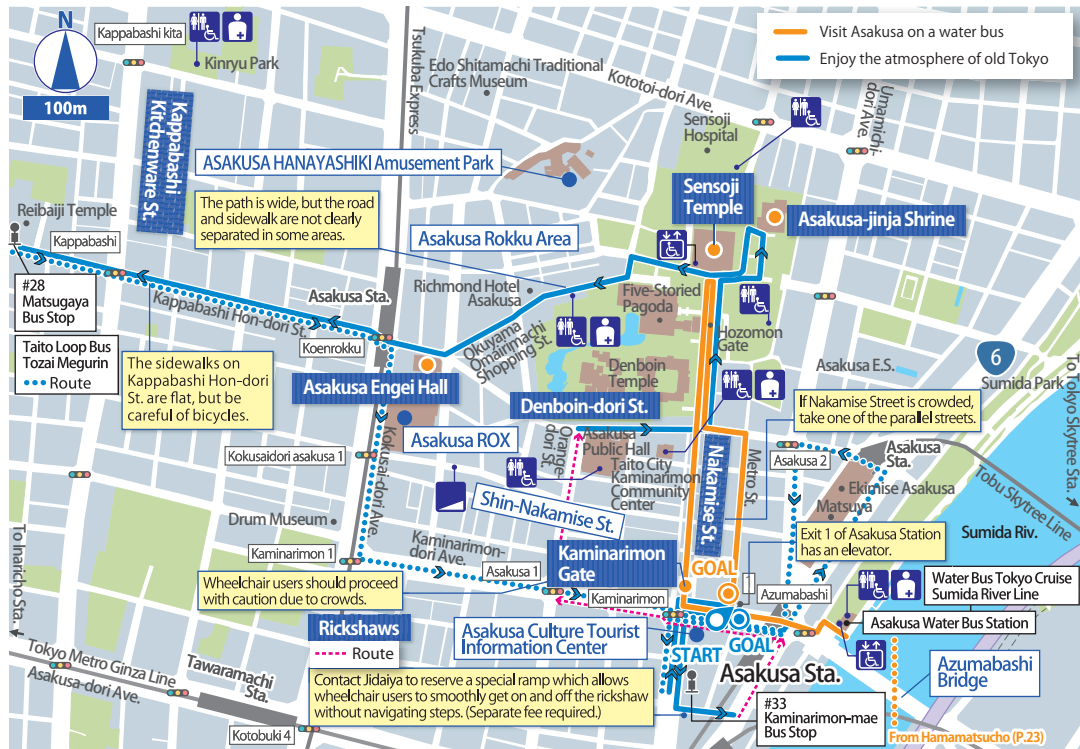 N
100m
Kappabashi kita
Kinryu Park
Tsukuba Express
Edo Shitamachi Traditional
Crafts Museum
Kototoi-dori Ave.
Visit Asakusa on a water bus
Enjoy the atmosphere of old Tokyo
Umamichi-
dori Ave.
Sensoji
Hospital
Kappabashi
Kitchenware St.
ASAKUSA HANAYASHIKI Amusement Park
Sensoji
Temple
Asakusa-jinja Shrine
The path is wide, but the road
and sidewalk are not clearly
separated in some areas.
Reibaiji Temple
Kappabashi
Asakusa Rokku Area
#28
Matsugaya
Bus Stop
Kappabashi Hon-dori St.
Asakusa Sta.
Richmond Hotel
Asakusa
Five-Storied
Pagoda
Hozomon
Gate
Taito Loop Bus
Tozai Megurin
Route
Koenrokku
Okuyama
Omairimachi
Shopping St.
The sidewalks on
Kappabashi Hon-dori
St. are flat, but be
careful of bicycles.
Asakusa Engei Hall
Denboin
Temple
Asakusa E.S.
6
Sumida Park
To Tokyo Skytree Sta.
Denboin-dori St.
If Nakamise Street is crowded,
take one of the parallel streets.
Asakusa ROX
Orange-
dori St.
Asakusa
Public Hall
Taito City
Kaminarimon
Community
Center
Nakamise St.
Metro St.
Asakusa 2
Asakusa
Sta.
Kokusaidori asakusa 1
Kokusai-dori Ave.
Ekimise Asakusa
Matsuya
Tobu Skytree Line
Shin-Nakamise St.
Drum Museum
Sumida Riv.
Exit 1 of Asakusa Station
has an elevator.
To Inaricho Sta.
Kaminarimon 1
Kaminarimon-
dori Ave.
Asakusa 1
Kaminarimon
Gate
GOAL
Wheelchair users should proceed
with caution due to crowds.
Kaminarimon
Azumabashi
Water Bus Tokyo Cruise
Sumida River Line
Asakusa Water Bus Station
Rickshaws
Route
Asakusa Culture Tourist
Information Center
START
GOAL
Asakusa Sta.
Azumabashi
Bridge
Tokyo Metro Ginza Line
Asakusa-dori Ave.
Tawaramachi
Sta.
Contact Jidaiya to reserve a special ramp which allows
wheelchair users to smoothly get on and off the rickshaw
without navigating steps. (Separate fee required.)
#33
Kaminarimon-mae
Bus Stop
Kotobuki 4
From Hamamatsucho (P.23)